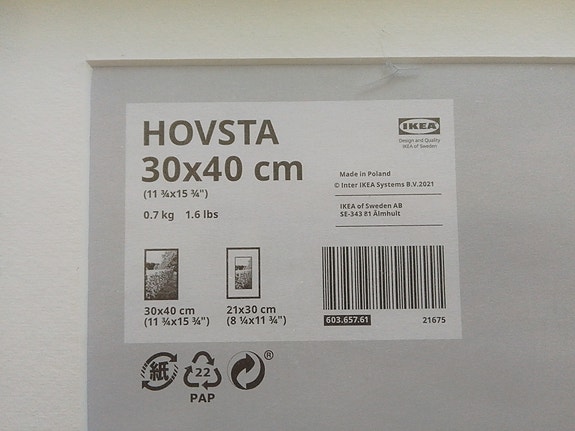 HOVSTA
30x40 cm
(11 ¾x15 ¾")
0.7 kg 1.6 lbs
IKEA
Design and Quality
IKEA of Sweden
Made in Poland
© Inter IKEA Systems B.V.2021
IKEA of Sweden AB
SE-343 81 Älmhult
30x40 cm
(11 ¾x15 ¾")
21x30 cm
(8 ¼x11 ¾")
603.657.61
21675
紙
22
PAP
®